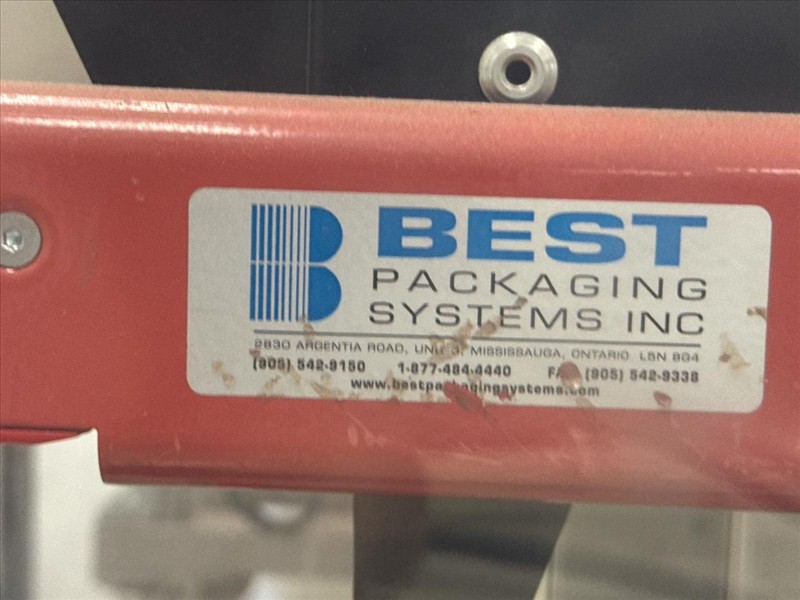 BEST
PACKAGING
SYSTEMS INC
2830 ARGENTIA ROAD, UNIT 3, MISSISSAUGA, ONTARIO L5N 8G4
(905) 542-9150 1-877-484-4440 FAX (905) 542-9338
www.bestpackagingsystems.com